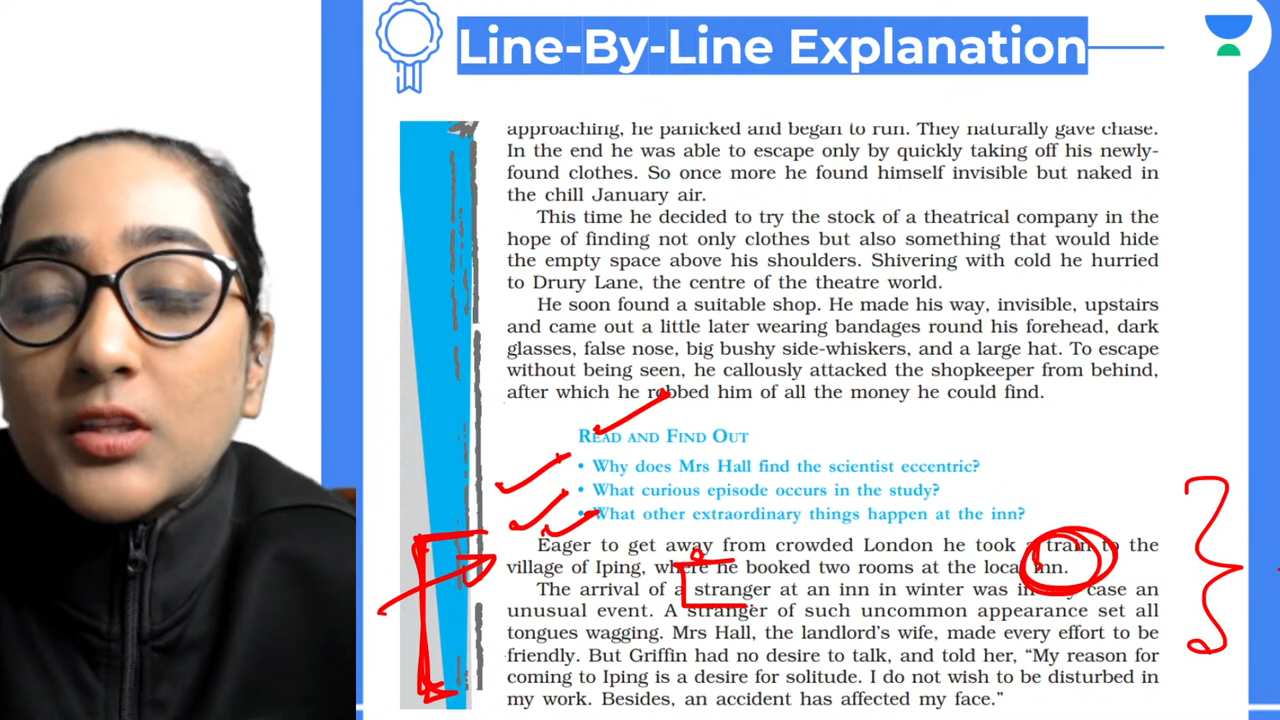 Line-By-Line Explanation
approaching, he panicked and began to run. They naturally gave chase.
In the end he was able to escape only by quickly taking off his newly-
found clothes. So once more he found himself invisible but naked in
the chill January air.
This time he decided to try the stock of a theatrical company in the
hope of finding not only clothes but also something that would hide
the empty space above his shoulders. Shivering with cold he hurried
to Drury Lane, the centre of the theatre world.
He soon found a suitable shop. He made his way, invisible, upstairs
and came out a little later wearing bandages round his forehead, dark
glasses, false nose, big bushy side-whiskers, and a large hat. To escape
without being seen, he callously attacked the shopkeeper from behind,
after which he robbed him of all the money he could find.
READ AND FIND OUT
• Why does Mrs Hall find the scientist eccentric?
• What curious episode occurs in the study?
• What other extraordinary things happen at the inn?
Eager to get away from crowded London he took a train to the
village of Iping, where he booked two rooms at the local inn.
The arrival of a stranger at an inn in winter was in any case an
unusual event. A stranger of such uncommon appearance set all
tongues wagging. Mrs Hall, the landlord's wife, made every effort to be
friendly. But Griffin had no desire to talk, and told her, “My reason for
coming to Iping is a desire for solitude. I do not wish to be disturbed in
my work. Besides, an accident has affected my face.”